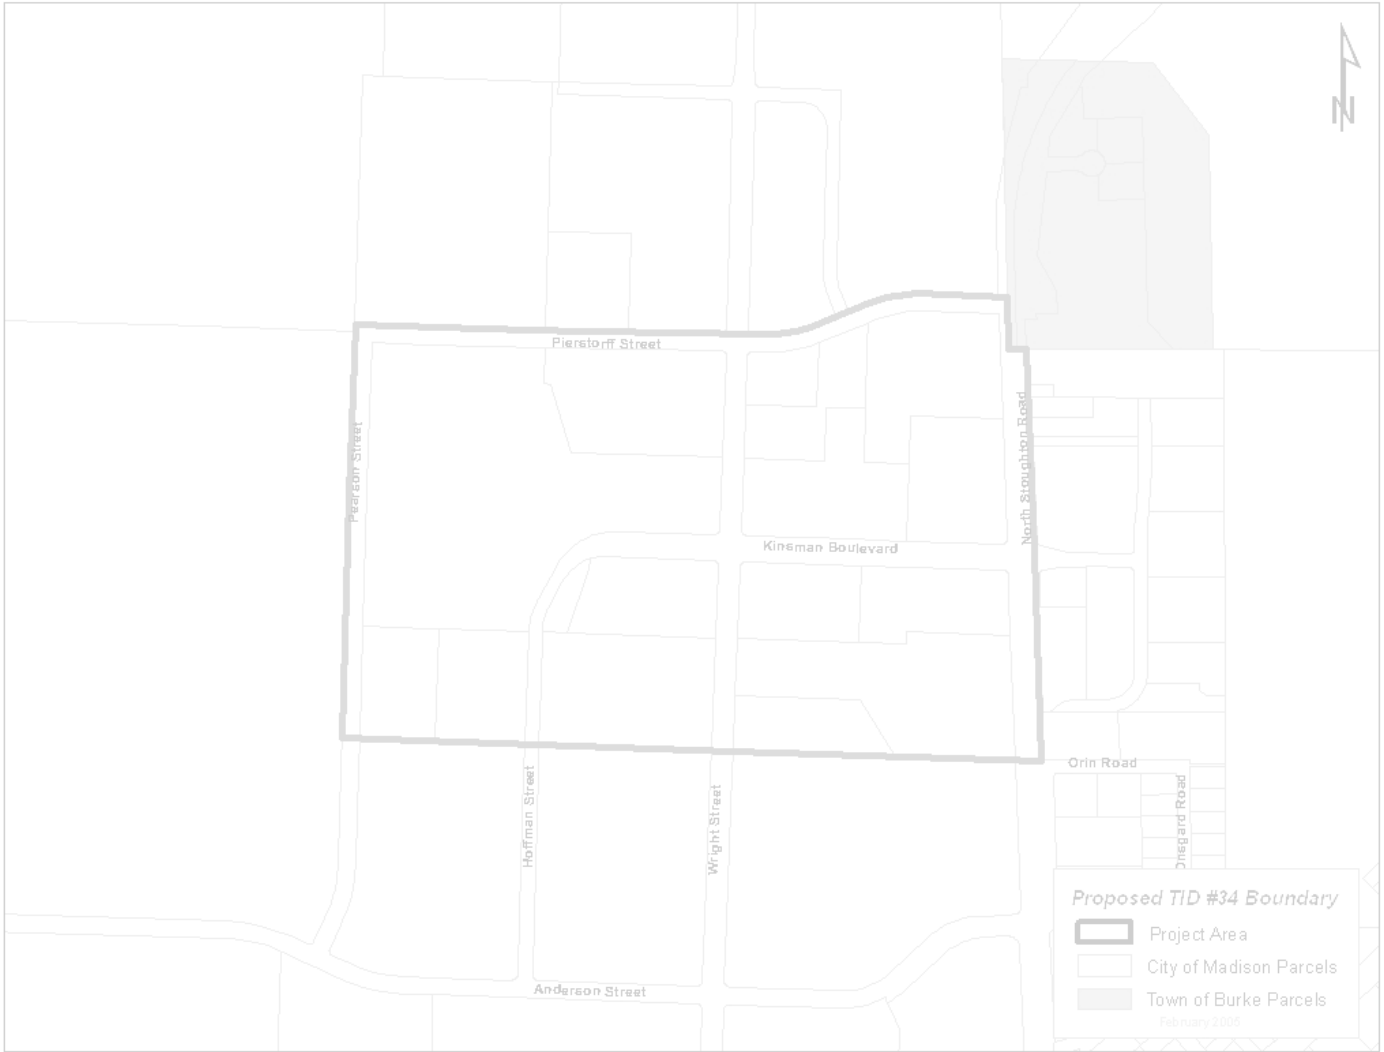 N
Pierstorff Street
Pearson Street
North Stoughton Road
Kinsman Boulevard
Orin Road
Hoffman Street
Wright Street
Onsgard Road
Anderson Street
Proposed TID #34 Boundary
Project Area
City of Madison Parcels
Town of Burke Parcels
February 2005